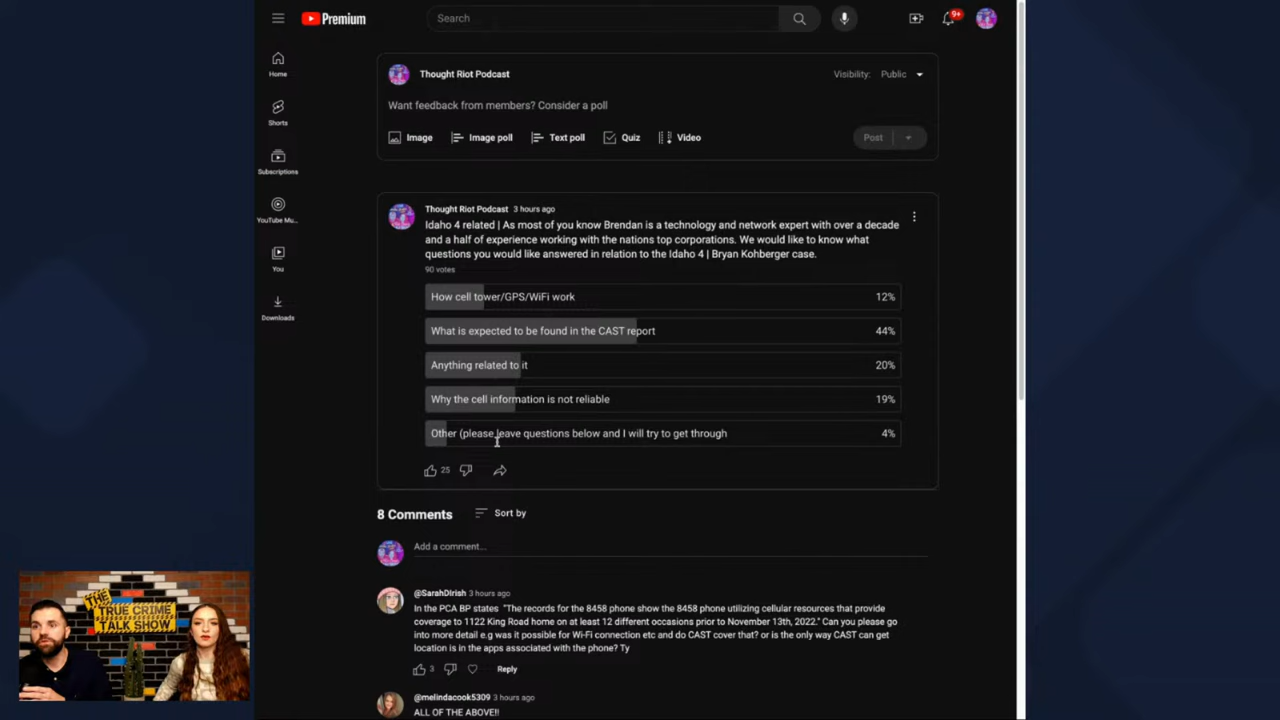 Premium
Search
9+
Home
Shorts
Subscriptions
YouTube Mu...
You
Downloads
Thought Riot Podcast
Visibility: Public
Want feedback from members? Consider a poll
Image
Image poll
Text poll
Quiz
Video
Post
Thought Riot Podcast 3 hours ago
Idaho 4 related | As most of you know Brendan is a technology and network expert with over a decade
and a half of experience working with the nations top corporations. We would like to know what
questions you would like answered in relation to the Idaho 4 | Bryan Kohberger case.
90 votes
How cell tower/GPS/WiFi work 12%
What is expected to be found in the CAST report 44%
Anything related to it 20%
Why the cell information is not reliable 19%
Other (please leave questions below and I will try to get through 4%
25
8 Comments
Sort by
Add a comment...
@SarahDIrish 3 hours ago
In the PCA BP states "The records for the 8458 phone show the 8458 phone utilizing cellular resources that provide
coverage to 1122 King Road home on at least 12 different occasions prior to November 13th, 2022." Can you please go
into more detail e.g was it possible for Wi-Fi connection etc and do CAST cover that? or is the only way CAST can get
location is in the apps associated with the phone? Ty
3
Reply
@melindacook5309 3 hours ago
ALL OF THE ABOVE!!
THE
TRUE CRIME
TALK SHOW